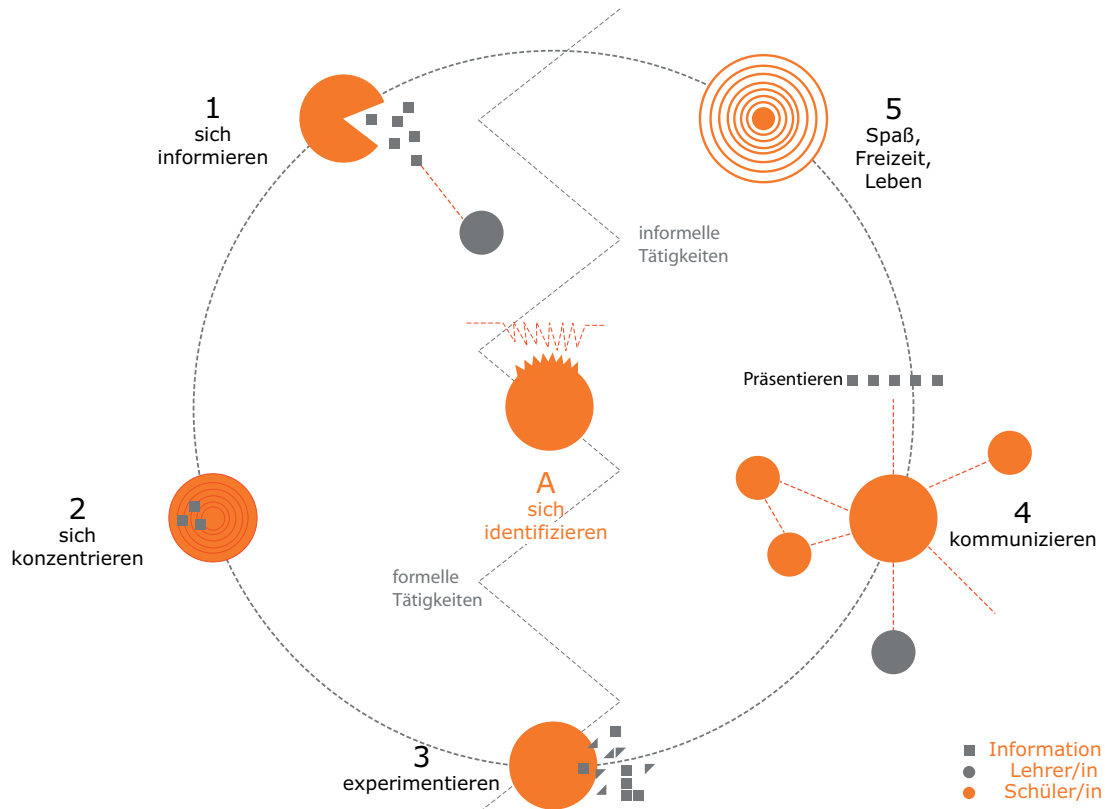 1
sich
informieren
5
Spaß,
Freizeit,
Leben
informelle
Tätigkeiten
Präsentieren
A
sich
identifizieren
2
sich
konzentrieren
4
kommunizieren
formelle
Tätigkeiten
3
experimentieren
Information
Lehrer/in
Schüler/in